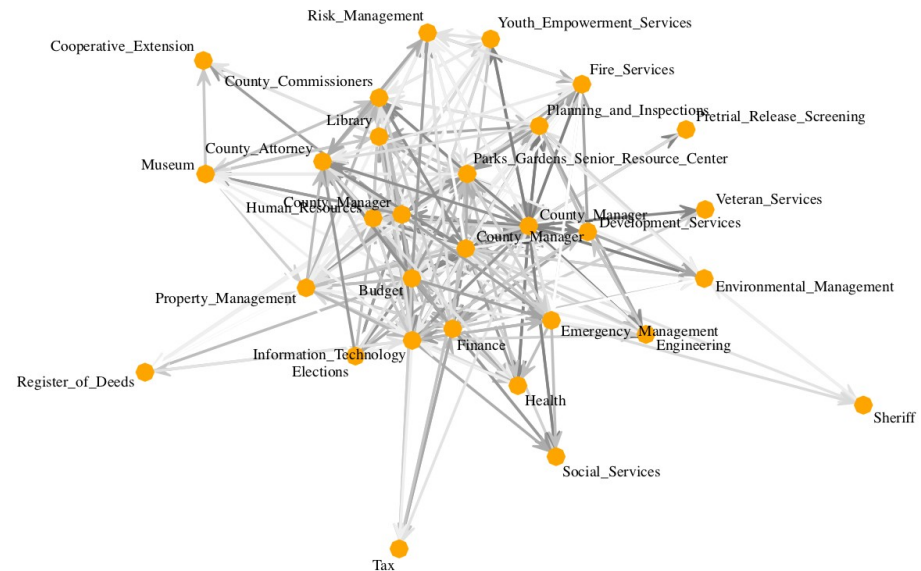 Risk_Management
Youth_Empowerment_Services
Cooperative_Extension
County_Commissioners
Fire_Services
Planning_and_Inspections
Pretrial_Release_Screening
Library
County_Attorney
Parks_Gardens_Senior_Resource_Center
Museum
Veteran_Services
County_Manager
Human_Resources
County_Manager
Development_Services
County_Manager
Environmental_Management
Budget
Property_Management
Emergency_Management
Engineering
Finance
Information_Technology
Elections
Register_of_Deeds
Health
Sheriff
Social_Services
Tax